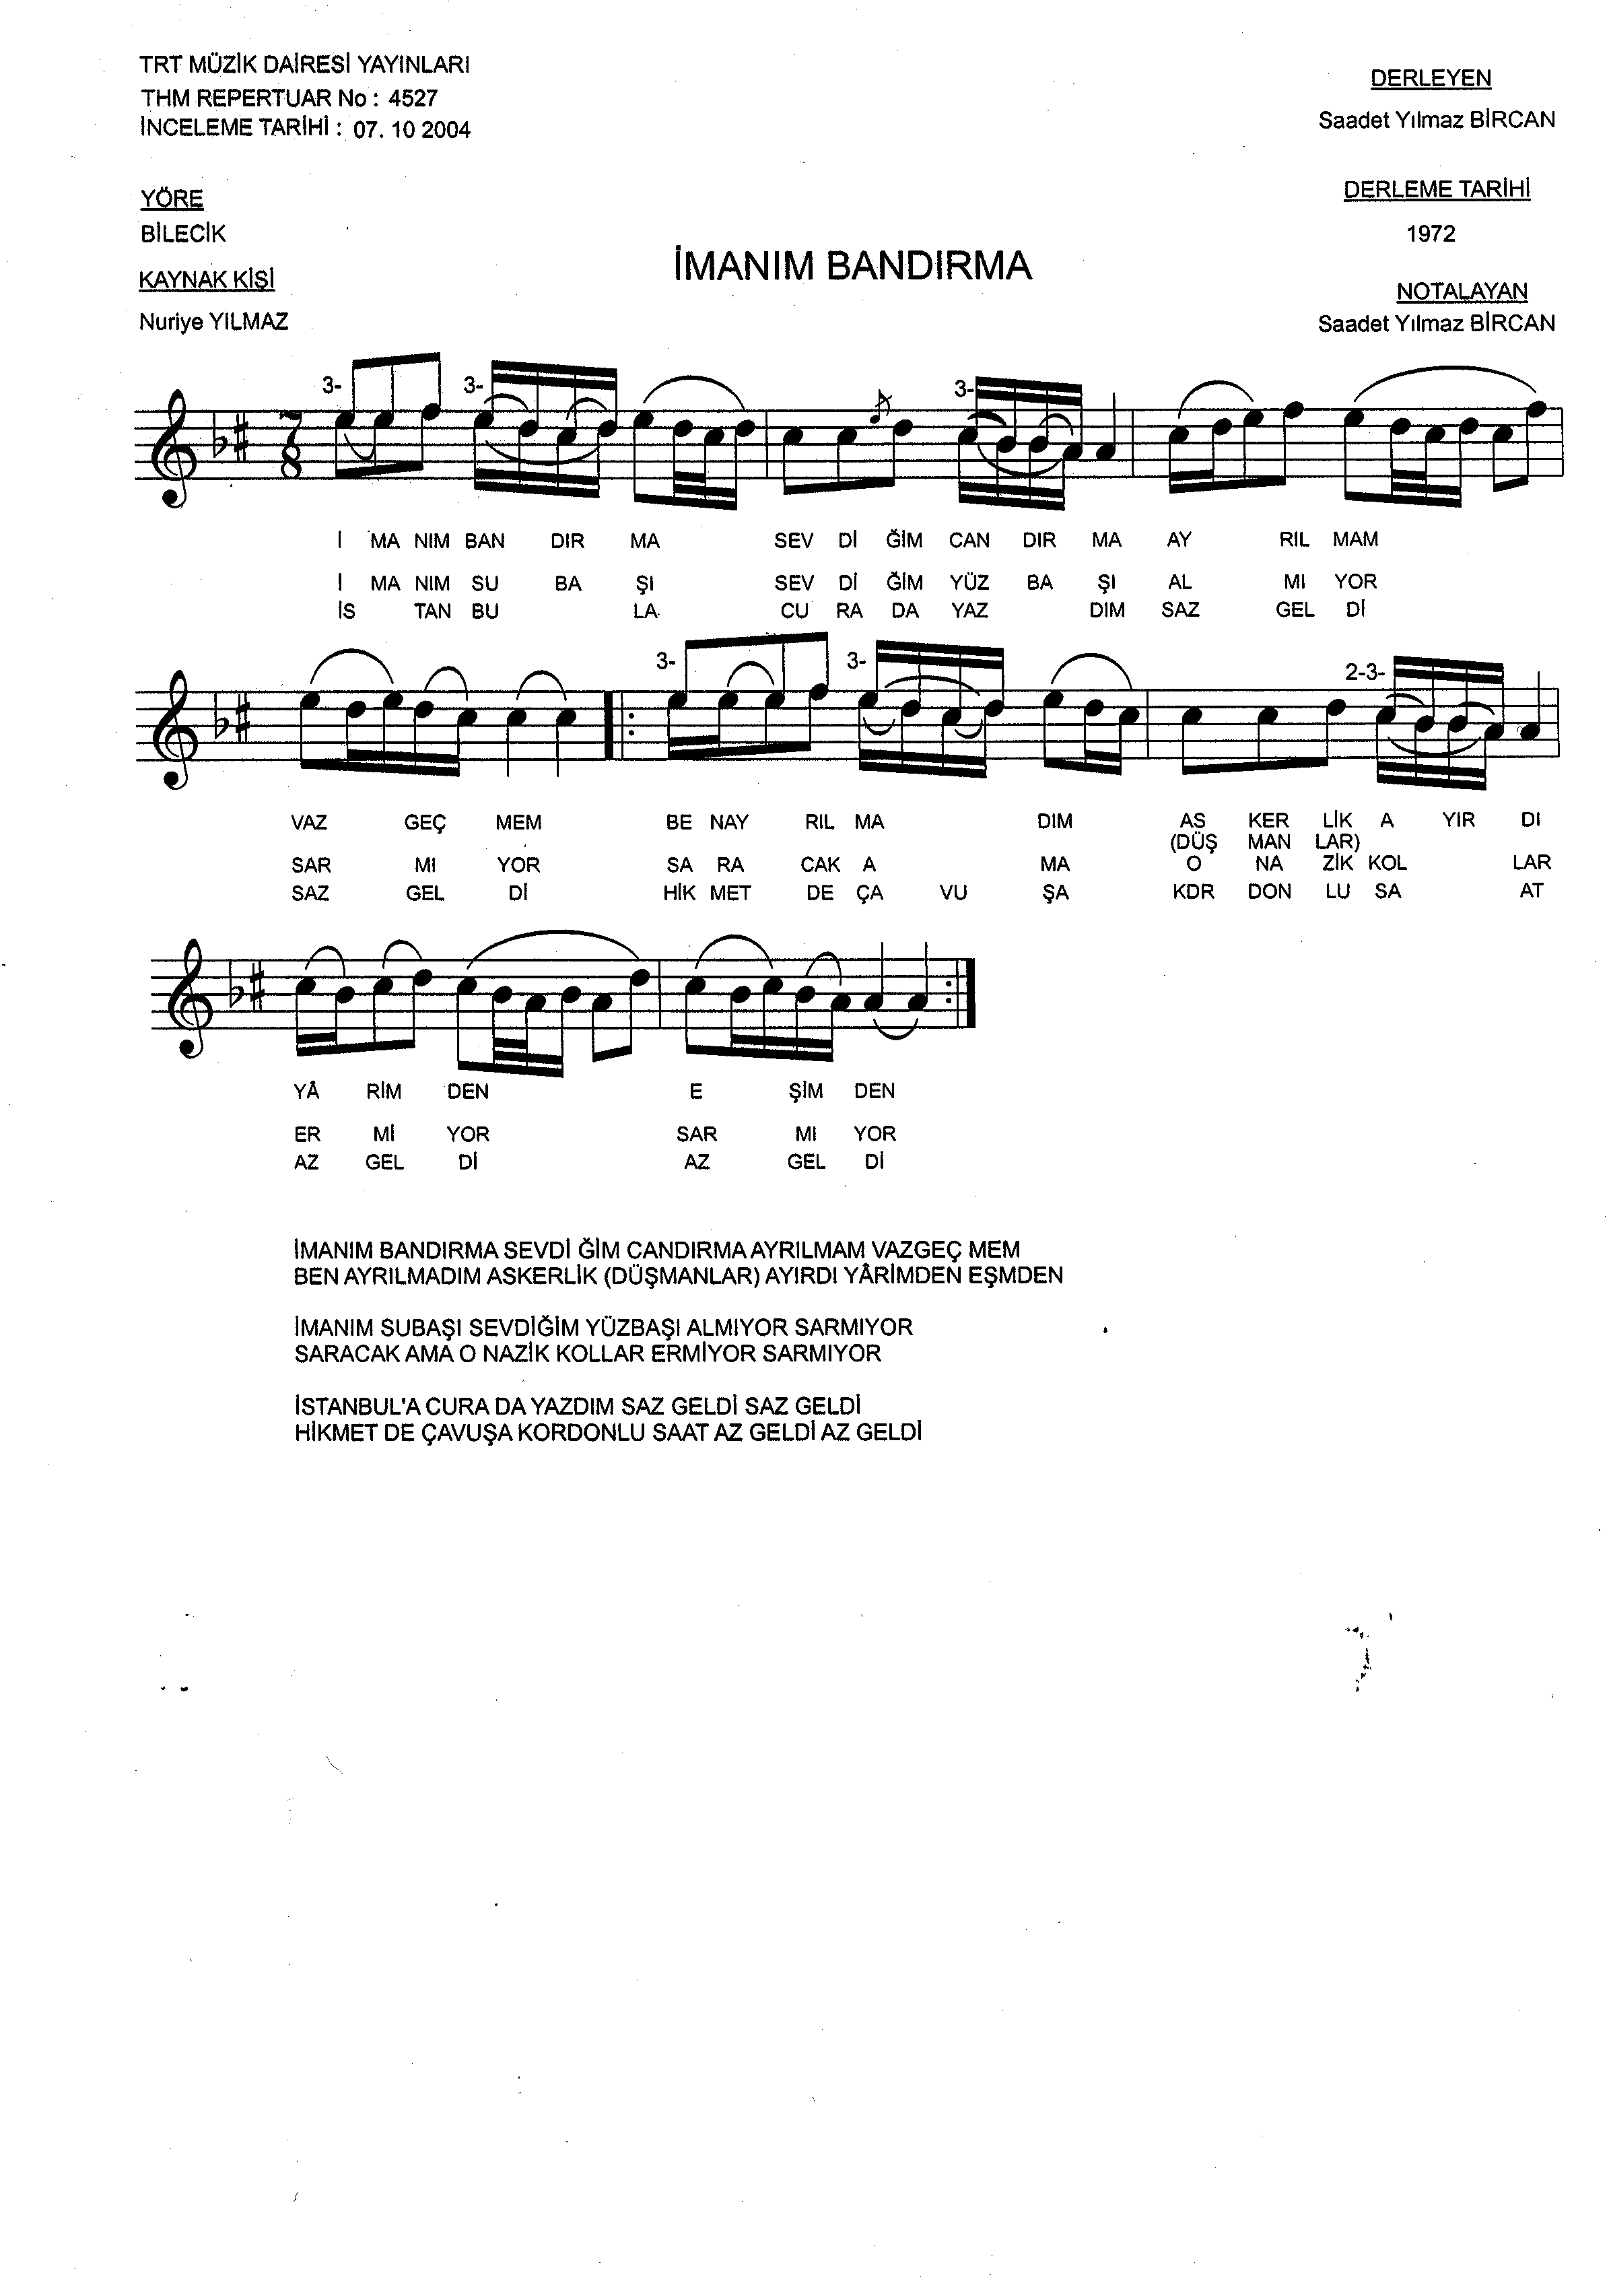 TRT MÜZİK DAİRESİ YAYINLARI
THM REPERTUAR No : 4527
İNCELEME TARİHİ : 07. 10 2004
DERLEYEN
Saadet Yılmaz BİRCAN
YÖRE
BİLECİK
DERLEME TARİHİ
1972
İMANIM BANDIRMA
KAYNAK KİŞİ
Nuriye YILMAZ
NOTALAYAN
Saadet Yılmaz BİRCAN
3- 3- 3-
7
8
İ MA NIM BAN DIR MA SEV Dİ ĞİM CAN DIR MA AY RIL MAM
İ MA NIM SU BA ŞI SEV Dİ ĞİM YÜZ BA ŞI AL MI YOR
İS TAN BU LA CU RA DA YAZ DIM SAZ GEL Dİ
3- 3- 2-3-
VAZ GEÇ MEM BE NAY RIL MA DIM AS KER LİK A YIR DI
(DÜŞ MAN LAR)
SAR MI YOR SA RA CAK A MA O NA ZİK KOL LAR
SAZ GEL Dİ HİK MET DE ÇA VU ŞA KDR DON LU SA AT
YÂ RİM DEN E ŞİM DEN
ER Mİ YOR SAR MI YOR
AZ GEL Dİ AZ GEL Dİ
İMANIM BANDIRMA SEVDİ ĞİM CANDIRMA AYRILMAM VAZGEÇ MEM
BEN AYRILMADIM ASKERLİK (DÜŞMANLAR) AYIRDI YÂRİMDEN EŞMDEN
İMANIM SUBAŞI SEVDİĞİM YÜZBAŞI ALMIYOR SARMIYOR
SARACAK AMA O NAZİK KOLLAR ERMİYOR SARMIYOR
İSTANBUL'A CURA DA YAZDIM SAZ GELDİ SAZ GELDİ
HİKMET DE ÇAVUŞA KORDONLU SAAT AZ GELDİ AZ GELDİ